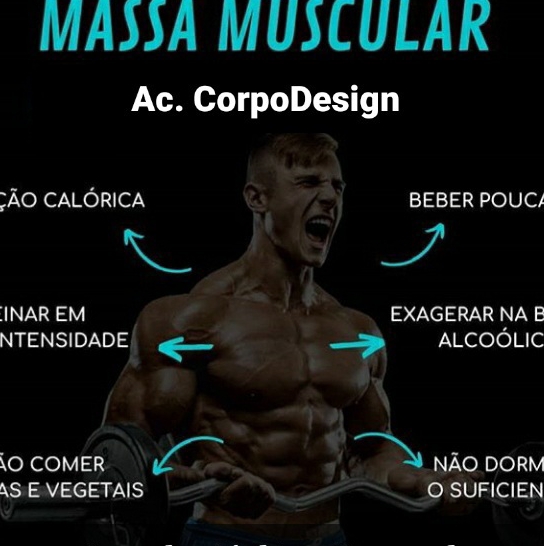 MASSA MUSCULAR
Ac. CorpoDesign
ÇÃO CALÓRICA
BEBER POUCA
EINAR EM
NTENSIDADE
EXAGERAR NA B
ALCOÓLIC
ÃO COMER
AS E VEGETAIS
NÃO DORM
O SUFICIEN